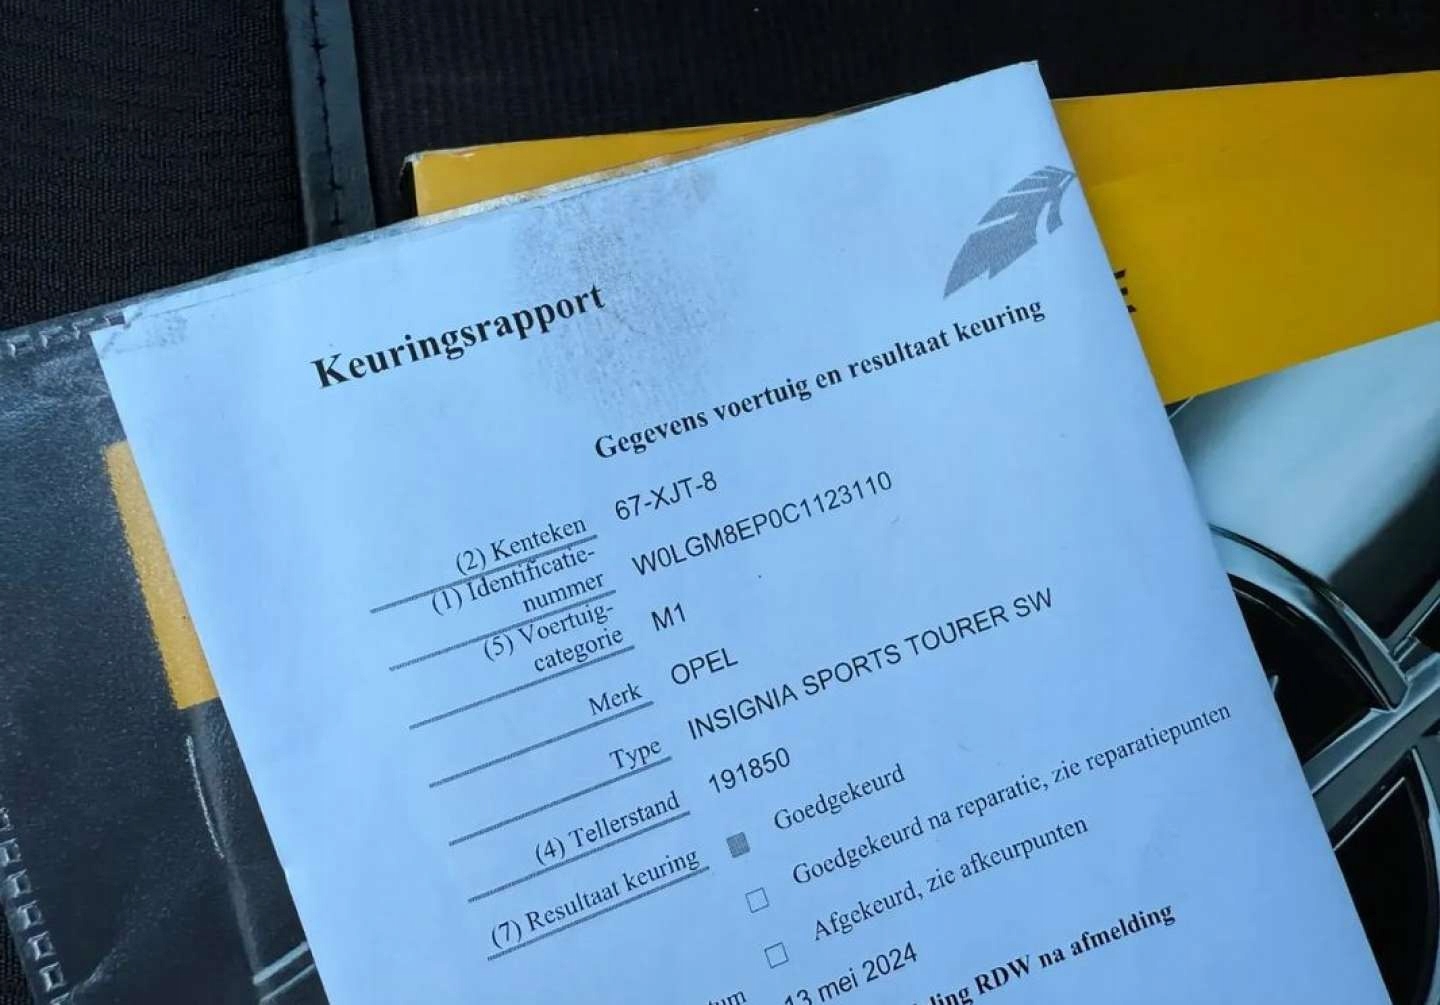 Keuringsrapport
Gegevens voertuig en resultaat keuring
(2) Kenteken 67-XJT-8
(1) Identificatie-
nummer W0LGM8EP0C1123110
(5) Voertuig-
categorie M1
Merk OPEL
Type INSIGNIA SPORTS TOURER SW
(4) Tellerstand 191850
(7) Resultaat keuring Goedgekeurd
Goedgekeurd na reparatie, zie reparatiepunten
Afgekeurd, zie afkeurpunten
13 mei 2024
RDW na afmelding